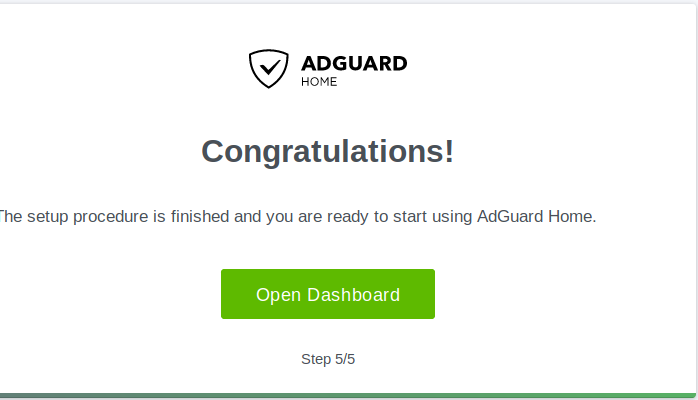 ADGUARD
HOME
Congratulations!
The setup procedure is finished and you are ready to start using AdGuard Home.
Open Dashboard
Step 5/5